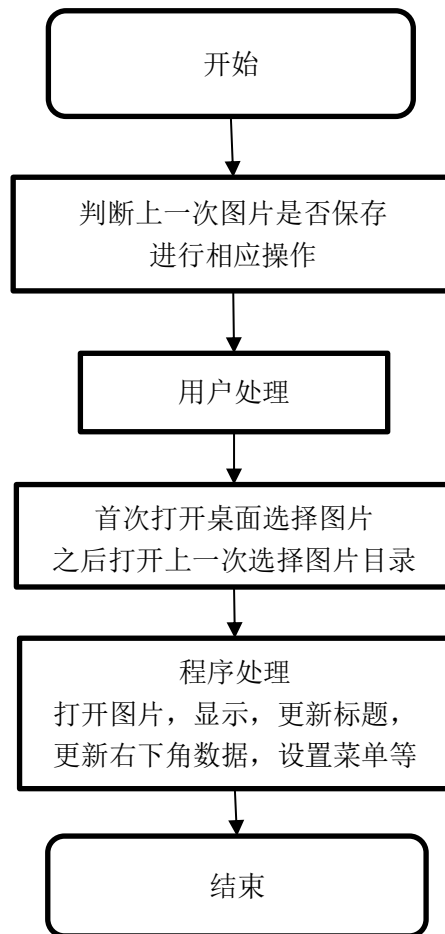 开始
判断上一次图片是否保存
进行相应操作
用户处理
首次打开桌面选择图片
之后打开上一次选择图片目录
程序处理
打开图片，显示，更新标题，
更新右下角数据，设置菜单等
结束